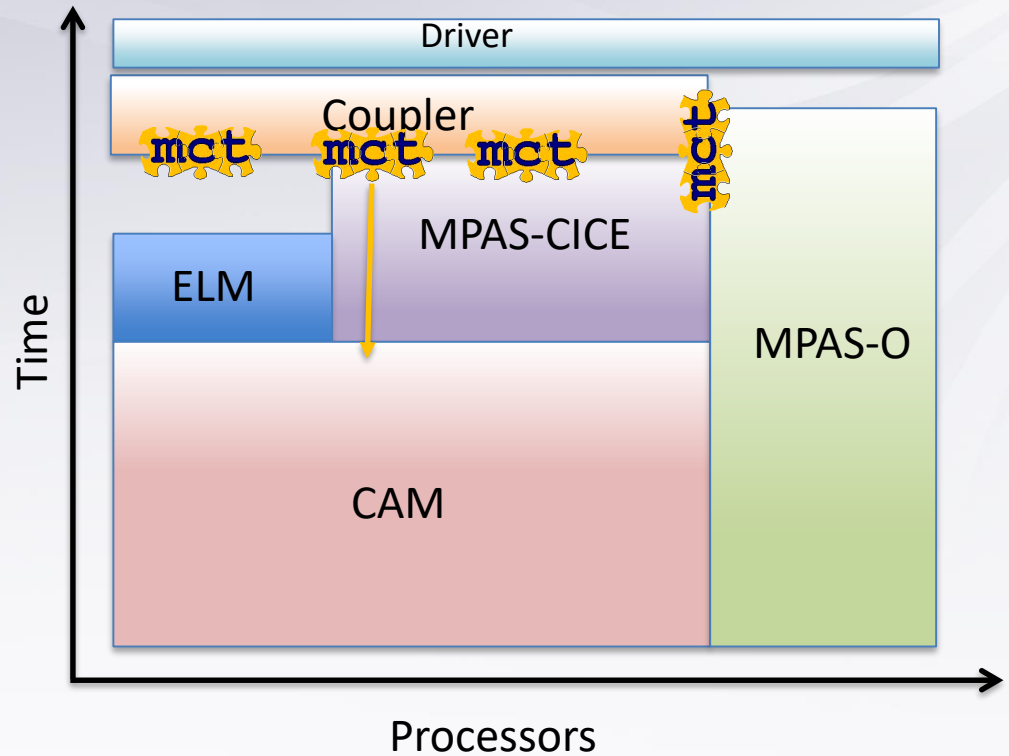 Driver
Coupler
mct
mct
mct
mct
MPAS-CICE
ELM
MPAS-O
CAM
Time
Processors